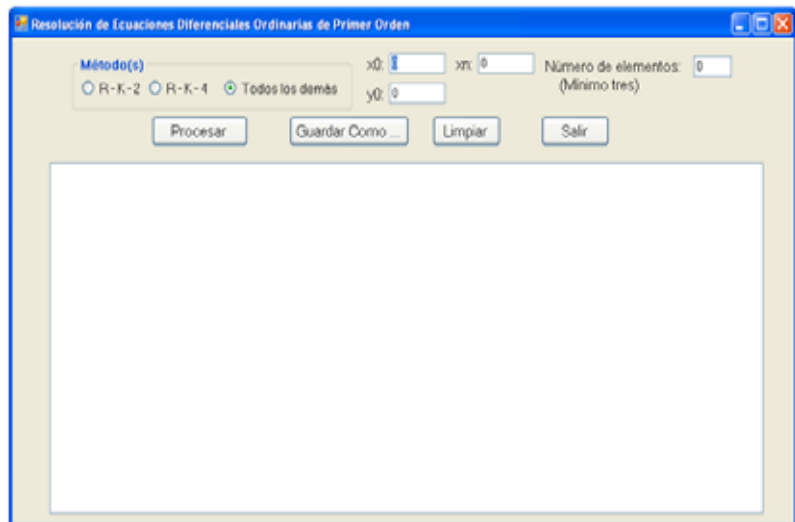 Resolución de Ecuaciones Diferenciales Ordinarias de Primer Orden
Método(s)
R-K-2 R-K-4 Todos los demás
x0: 0 xn: 0 Número de elementos: 0
y0: 0 (Mínimo tres)
Procesar Guardar Como ... Limpiar Salir